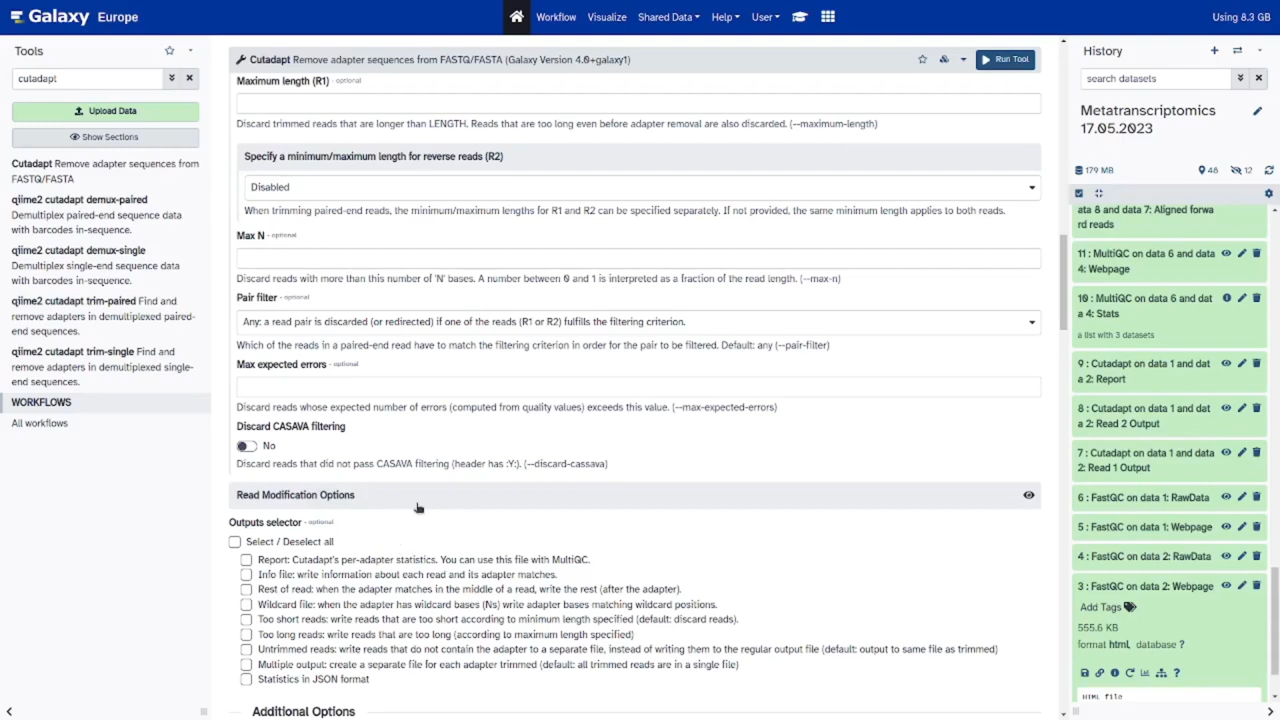 Galaxy Europe
Workflow
Visualize
Shared Data
Help
User
Using 8.3 GB
Tools
cutadapt
Upload Data
Show Sections
Cutadapt Remove adapter sequences from
FASTQ/FASTA
qiime2 cutadapt demux-paired
Demultiplex paired-end sequence data
with barcodes in-sequence.
qiime2 cutadapt demux-single
Demultiplex single-end sequence data
with barcodes in-sequence.
qiime2 cutadapt trim-paired Find and
remove adapters in demultiplexed paired-
end sequences.
qiime2 cutadapt trim-single Find and
remove adapters in demultiplexed single-
end sequences.
WORKFLOWS
All workflows
Cutadapt Remove adapter sequences from FASTQ/FASTA (Galaxy Version 4.0+galaxy1)
Run Tool
Maximum length (R1) - optional
Discard trimmed reads that are longer than LENGTH. Reads that are too long even before adapter removal are also discarded. (--maximum-length)
Specify a minimum/maximum length for reverse reads (R2)
Disabled
When trimming paired-end reads, the minimum/maximum lengths for R1 and R2 can be specified separately. If not provided, the same minimum length applies to both reads.
Max N - optional
Discard reads with more than this number of 'N' bases. A number between 0 and 1 is interpreted as a fraction of the read length. (--max-n)
Pair filter - optional
Any: a read pair is discarded (or redirected) if one of the reads (R1 or R2) fulfills the filtering criterion.
Which of the reads in a paired-end read have to match the filtering criterion in order for the pair to be filtered. Default: any (--pair-filter)
Max expected errors - optional
Discard reads whose expected number of errors (computed from quality values) exceeds this value. (--max-expected-errors)
Discard CASAVA filtering
No
Discard reads that did not pass CASAVA filtering (header has :Y:). (--discard-cassava)
Read Modification Options
Outputs selector - optional
Select / Deselect all
Report: Cutadapt's per-adapter statistics. You can use this file with MultiQC.
Info file: write information about each read and its adapter matches.
Rest of read: when the adapter matches in the middle of a read, write the rest (after the adapter).
Wildcard file: when the adapter has wildcard bases (Ns) write adapter bases matching wildcard positions.
Too short reads: write reads that are too short according to minimum length specified (default: discard reads).
Too long reads: write reads that are too long (according to maximum length specified)
Untrimmed reads: write reads that do not contain the adapter to a separate file, instead of writing them to the regular output file (default: output to same file as trimmed)
Multiple output: create a separate file for each adapter trimmed (default: all trimmed reads are in a single file)
Statistics in JSON format
Additional Options
History
search datasets
Metatranscriptomics
17.05.2023
179 MB
46
12
ata 8 and data 7: Aligned forwa
rd reads
11 : MultiQC on data 6 and data
4: Webpage
10 : MultiQC on data 6 and dat
a 4: Stats
a list with 3 datasets
9 : Cutadapt on data 1 and dat
a 2: Report
8 : Cutadapt on data 1 and dat
a 2: Read 2 Output
7 : Cutadapt on data 1 and data
2: Read 1 Output
6 : FastQC on data 1: RawData
5 : FastQC on data 1: Webpage
4 : FastQC on data 2: RawData
3 : FastQC on data 2: Webpage
Add Tags
555.6 KB
format html, database ?
HTML file